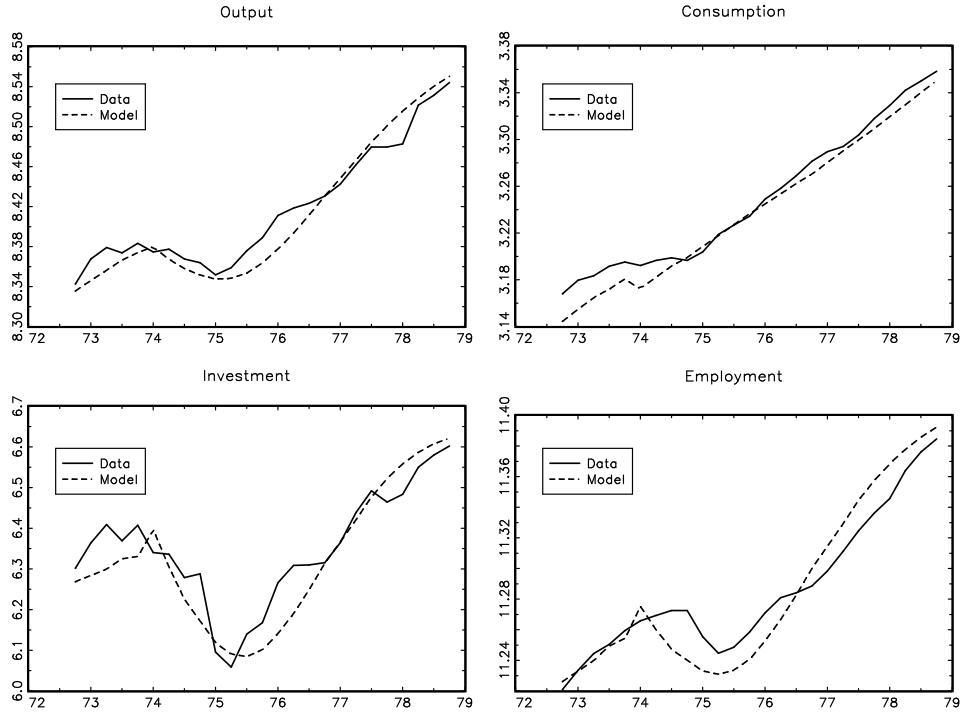 Output
8.58
8.54
8.50
8.46
8.42
8.38
8.34
8.30
Data
Model
72 73 74 75 76 77 78 79
Consumption
3.38
3.34
3.30
3.26
3.22
3.18
3.14
Data
Model
72 73 74 75 76 77 78 79
Investment
6.7
6.6
6.5
6.4
6.3
6.2
6.1
6.0
Data
Model
72 73 74 75 76 77 78 79
Employment
11.40
11.36
11.32
11.28
11.24
Data
Model
72 73 74 75 76 77 78 79